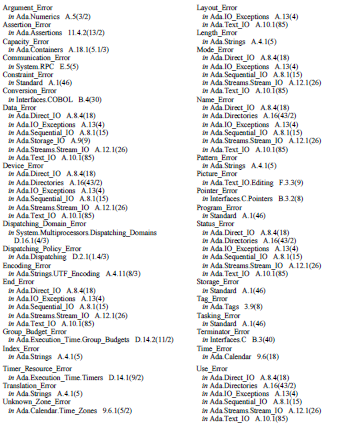 Argument_Error
in Ada.Numerics A.5(3/2)
Assertion_Error
in Ada.Assertions 11.4.2(13/2)
Capacity_Error
in Ada.Containers A.18.1(5.1/3)
Communication_Error
in System.RPC E.5(5)
Constraint_Error
in Standard A.1(46)
Conversion_Error
in Interfaces.COBOL B.4(30)
Data_Error
in Ada.Direct_IO A.8.4(18)
in Ada.IO_Exceptions A.13(4)
in Ada.Sequential_IO A.8.1(15)
in Ada.Storage_IO A.9(9)
in Ada.Streams.Stream_IO A.12.1(26)
in Ada.Text_IO A.10.1(85)
Device_Error
in Ada.Direct_IO A.8.4(18)
in Ada.Directories A.16(43/2)
in Ada.IO_Exceptions A.13(4)
in Ada.Sequential_IO A.8.1(15)
in Ada.Streams.Stream_IO A.12.1(26)
in Ada.Text_IO A.10.1(85)
Dispatching_Domain_Error
in System.Multiprocessors.Dispatching_Domains
D.16.1(4/3)
Dispatching_Policy_Error
in Ada.Dispatching D.2.1(1.4/3)
Encoding_Error
in Ada.Strings.UTF_Encoding A.4.11(8/3)
End_Error
in Ada.Direct_IO A.8.4(18)
in Ada.IO_Exceptions A.13(4)
in Ada.Sequential_IO A.8.1(15)
in Ada.Streams.Stream_IO A.12.1(26)
in Ada.Text_IO A.10.1(85)
Group_Budget_Error
in Ada.Execution_Time.Group_Budgets D.14.2(11/2)
Index_Error
in Ada.Strings A.4.1(5)
Timer_Resource_Error
in Ada.Execution_Time.Timers D.14.1(9/2)
Translation_Error
in Ada.Strings A.4.1(5)
Unknown_Zone_Error
in Ada.Calendar.Time_Zones 9.6.1(5/2)
Layout_Error
in Ada.IO_Exceptions A.13(4)
in Ada.Text_IO A.10.1(85)
Length_Error
in Ada.Strings A.4.1(5)
Mode_Error
in Ada.Direct_IO A.8.4(18)
in Ada.IO_Exceptions A.13(4)
in Ada.Sequential_IO A.8.1(15)
in Ada.Streams.Stream_IO A.12.1(26)
in Ada.Text_IO A.10.1(85)
Name_Error
in Ada.Direct_IO A.8.4(18)
in Ada.Directories A.16(43/2)
in Ada.IO_Exceptions A.13(4)
in Ada.Sequential_IO A.8.1(15)
in Ada.Streams.Stream_IO A.12.1(26)
in Ada.Text_IO A.10.1(85)
Pattern_Error
in Ada.Strings A.4.1(5)
Picture_Error
in Ada.Text_IO.Editing F.3.3(9)
Pointer_Error
in Interfaces.C.Pointers B.3.2(8)
Program_Error
in Standard A.1(46)
Status_Error
in Ada.Direct_IO A.8.4(18)
in Ada.Directories A.16(43/2)
in Ada.IO_Exceptions A.13(4)
in Ada.Sequential_IO A.8.1(15)
in Ada.Streams.Stream_IO A.12.1(26)
in Ada.Text_IO A.10.1(85)
Storage_Error
in Standard A.1(46)
Tag_Error
in Ada.Tags 3.9(8)
Tasking_Error
in Standard A.1(46)
Terminator_Error
in Interfaces.C B.3(40)
Time_Error
in Ada.Calendar 9.6(18)
Use_Error
in Ada.Direct_IO A.8.4(18)
in Ada.Directories A.16(43/2)
in Ada.IO_Exceptions A.13(4)
in Ada.Sequential_IO A.8.1(15)
in Ada.Streams.Stream_IO A.12.1(26)
in Ada.Text_IO A.10.1(85)